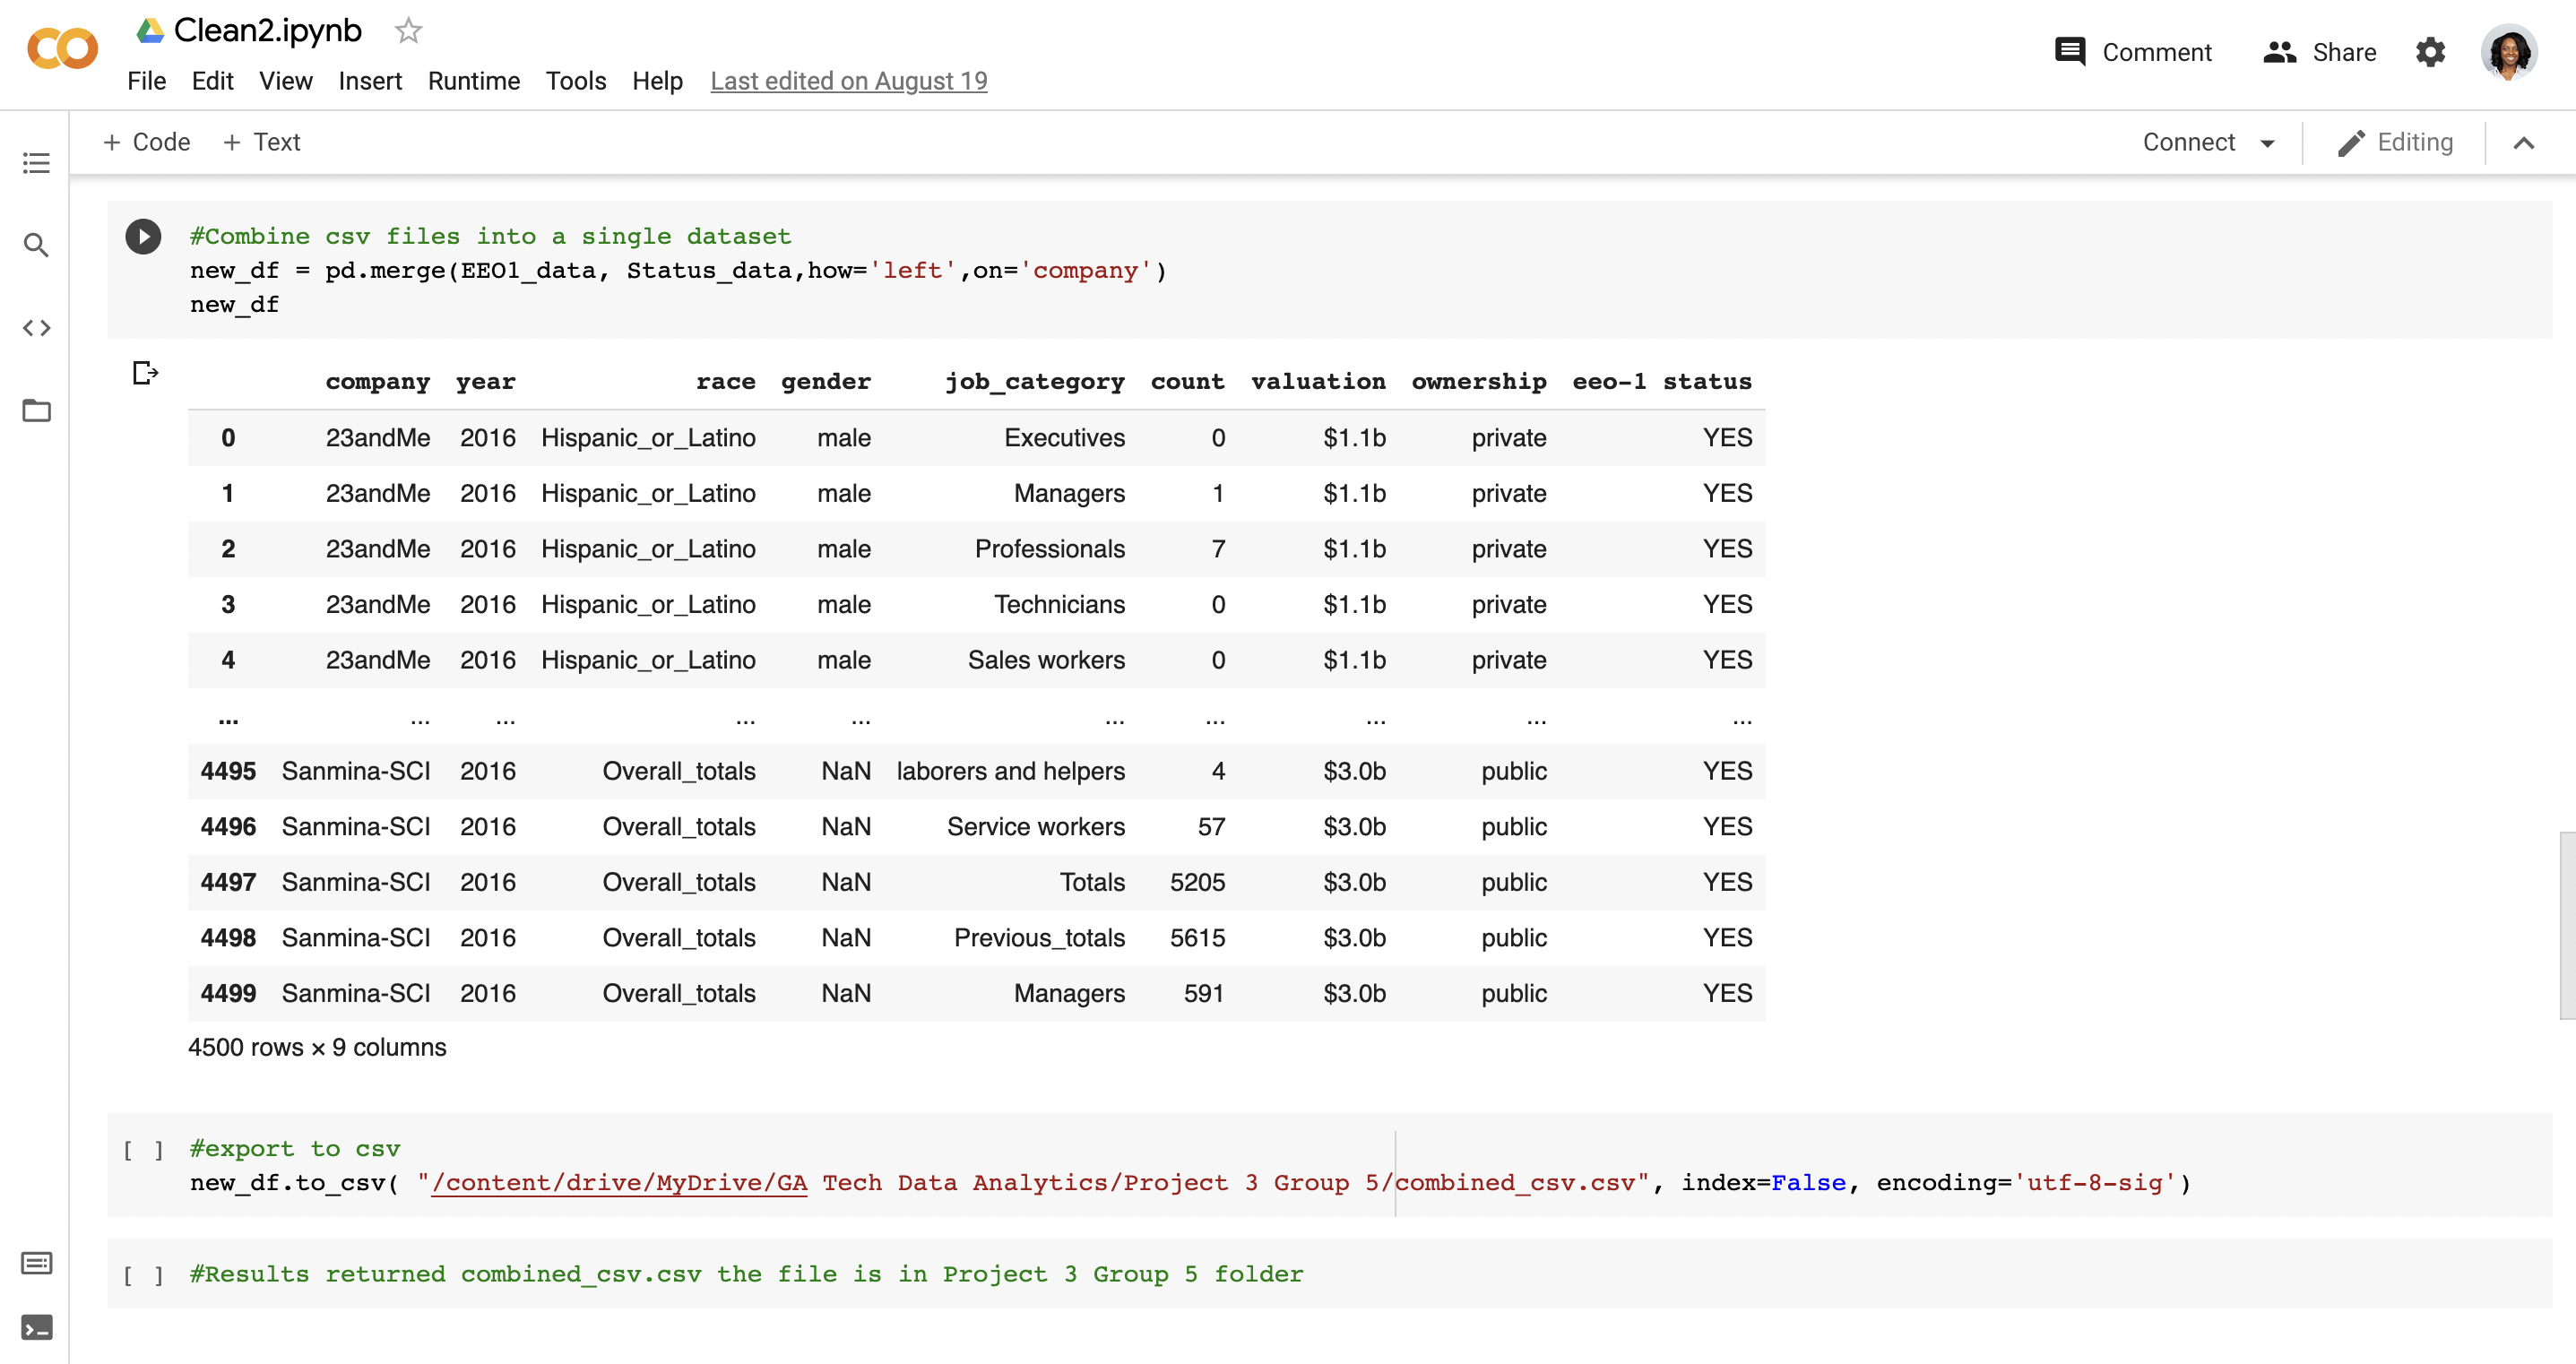 Clean2.ipynb
File Edit View Insert Runtime Tools Help Last edited on August 19
Comment Share
+ Code + Text
Connect Editing
#Combine csv files into a single dataset
new_df = pd.merge(EEO1_data, Status_data,how='left',on='company')
new_df
company year race gender job_category count valuation ownership eeo-1 status
0 23andMe 2016 Hispanic_or_Latino male Executives 0 $1.1b private YES
1 23andMe 2016 Hispanic_or_Latino male Managers 1 $1.1b private YES
2 23andMe 2016 Hispanic_or_Latino male Professionals 7 $1.1b private YES
3 23andMe 2016 Hispanic_or_Latino male Technicians 0 $1.1b private YES
4 23andMe 2016 Hispanic_or_Latino male Sales workers 0 $1.1b private YES
... ... ... ... ... ... ... ... ... ...
4495 Sanmina-SCI 2016 Overall_totals NaN laborers and helpers 4 $3.0b public YES
4496 Sanmina-SCI 2016 Overall_totals NaN Service workers 57 $3.0b public YES
4497 Sanmina-SCI 2016 Overall_totals NaN Totals 5205 $3.0b public YES
4498 Sanmina-SCI 2016 Overall_totals NaN Previous_totals 5615 $3.0b public YES
4499 Sanmina-SCI 2016 Overall_totals NaN Managers 591 $3.0b public YES
4500 rows × 9 columns
[ ] #export to csv
new_df.to_csv( "/content/drive/MyDrive/GA Tech Data Analytics/Project 3 Group 5/combined_csv.csv", index=False, encoding='utf-8-sig')
[ ] #Results returned combined_csv.csv the file is in Project 3 Group 5 folder